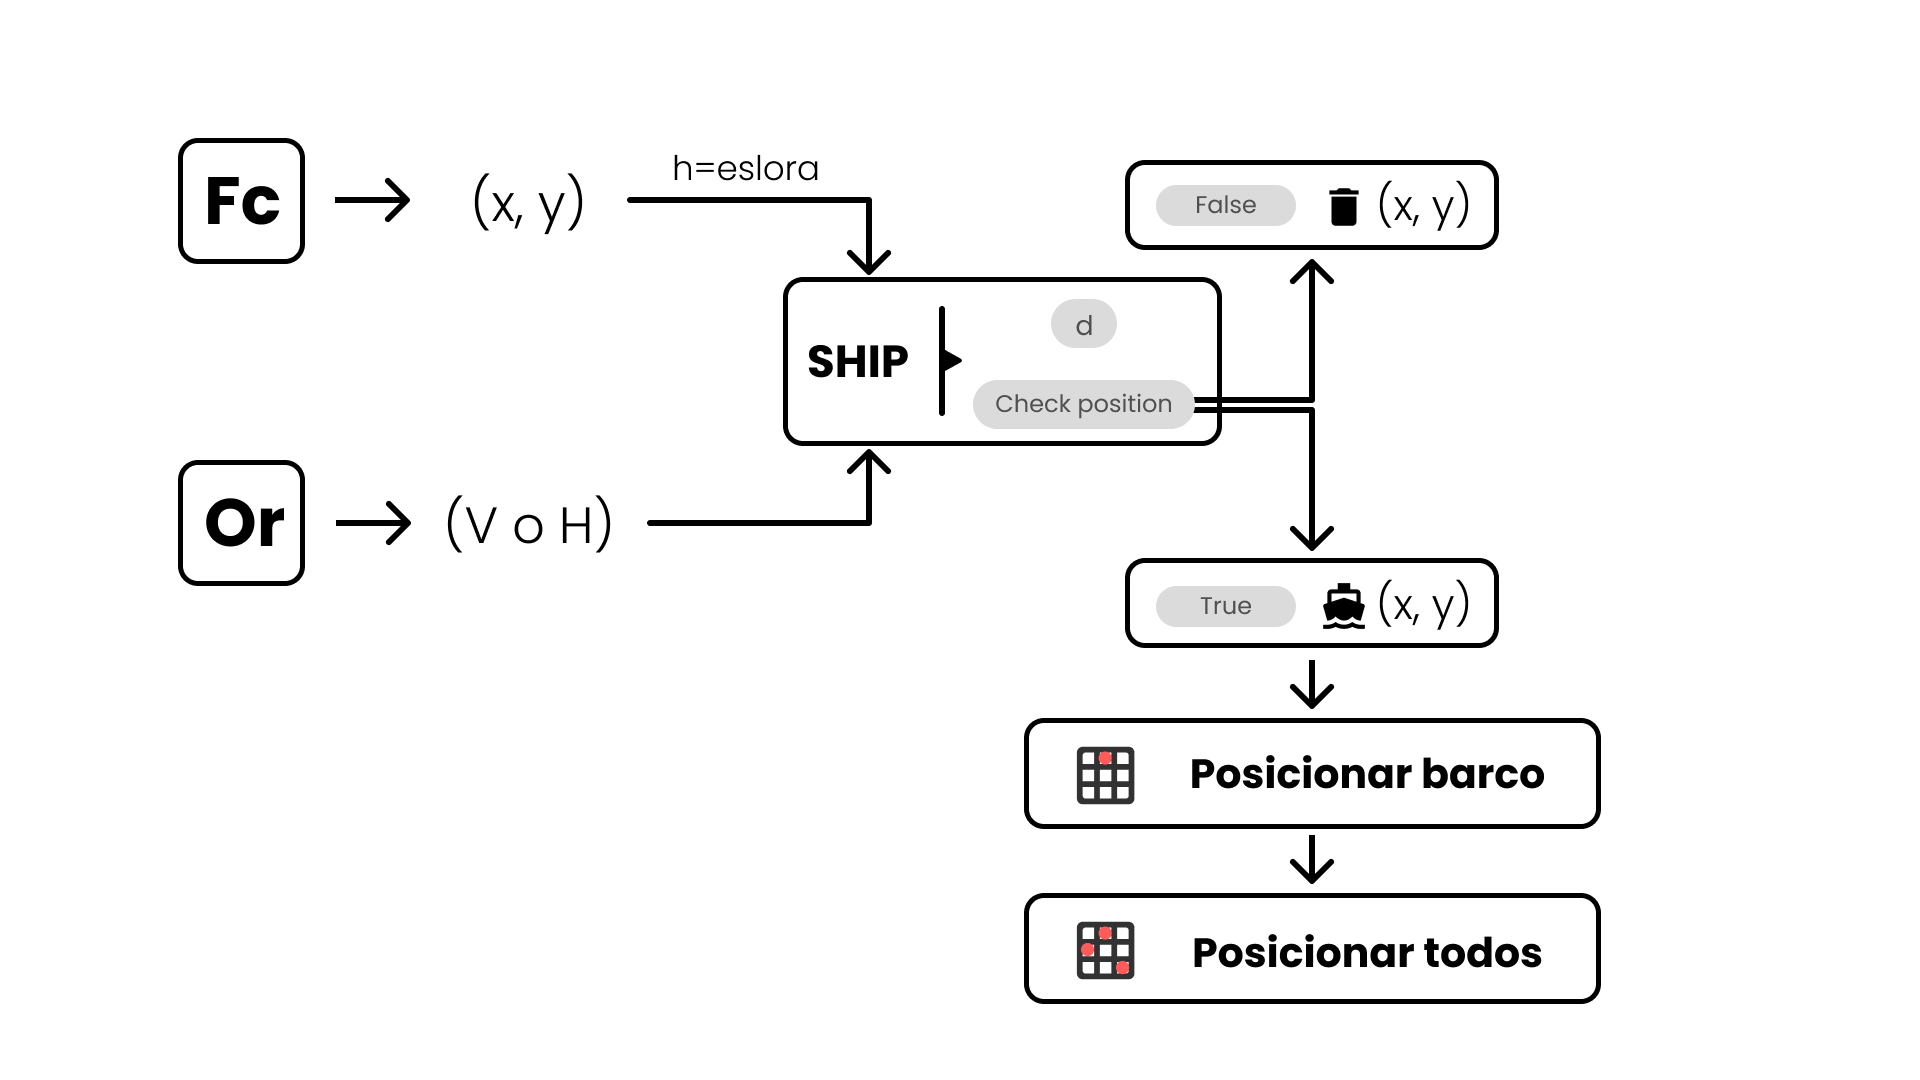 Fc
(x, y)
h=eslora
False
(x, y)
SHIP
d
Check position
Or
(V o H)
True
(x, y)
Posicionar barco
Posicionar todos